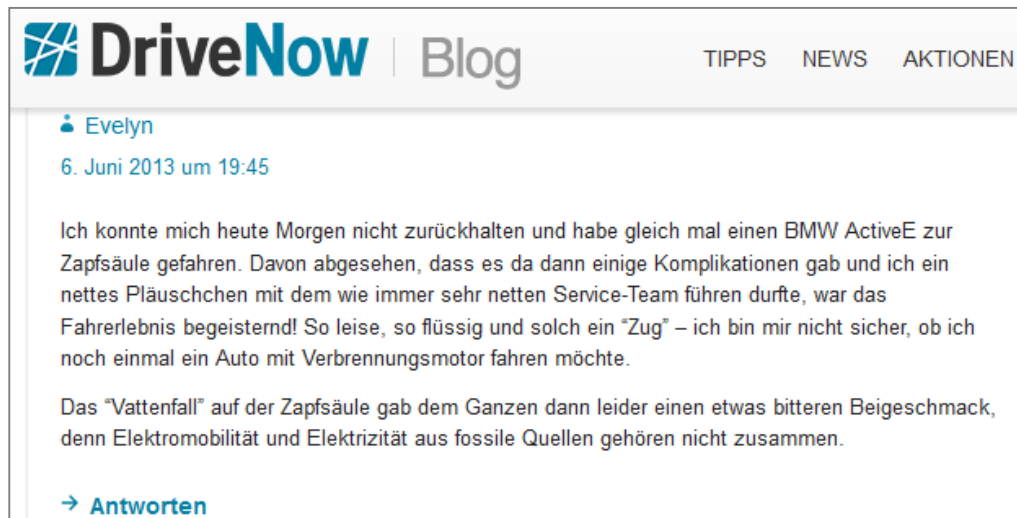 DriveNow | Blog TIPPS NEWS AKTIONEN
Evelyn
6. Juni 2013 um 19:45
Ich konnte mich heute Morgen nicht zurückhalten und habe gleich mal einen BMW ActiveE zur
Zapfsäule gefahren. Davon abgesehen, dass es da dann einige Komplikationen gab und ich ein
nettes Pläuschchen mit dem wie immer sehr netten Service-Team führen durfte, war das
Fahrerlebnis begeisternd! So leise, so flüssig und solch ein “Zug” – ich bin mir nicht sicher, ob ich
noch einmal ein Auto mit Verbrennungsmotor fahren möchte.
Das “Vattenfall” auf der Zapfsäule gab dem Ganzen dann leider einen etwas bitteren Beigeschmack,
denn Elektromobilität und Elektrizität aus fossile Quellen gehören nicht zusammen.
→ Antworten